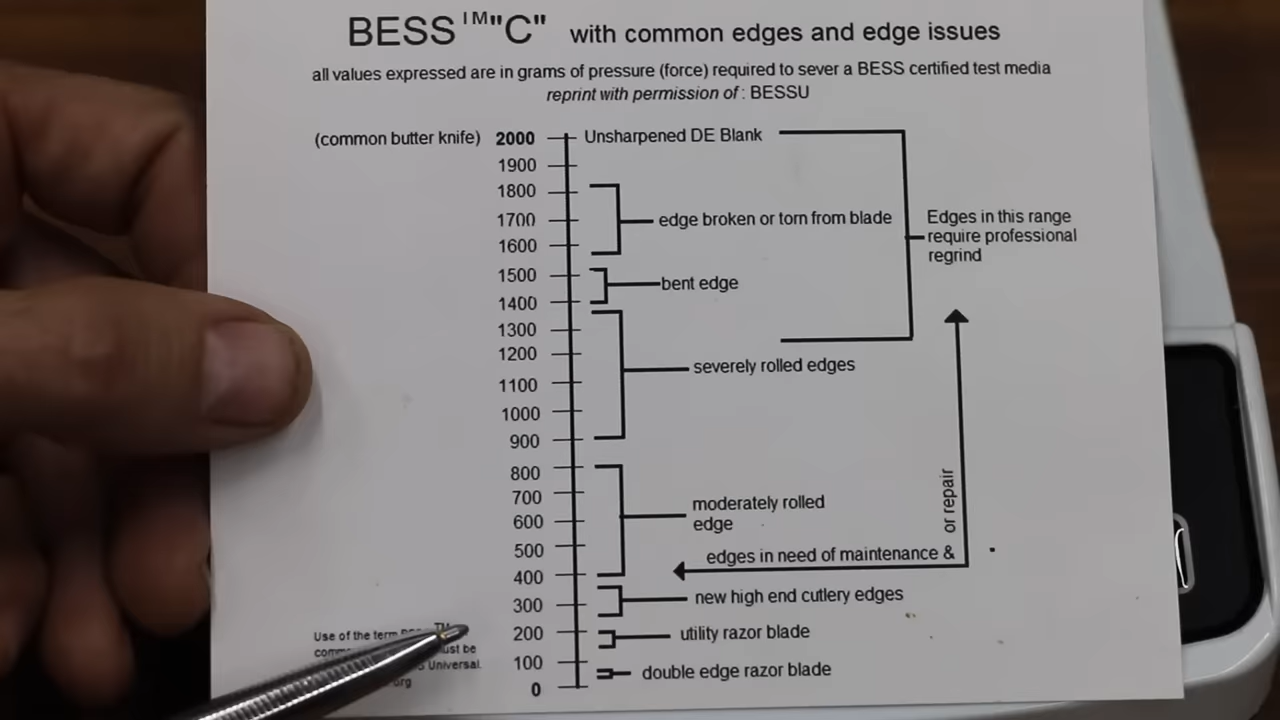 BESS™"C" with common edges and edge issues
all values expressed are in grams of pressure (force) required to sever a BESS certified test media
reprint with permission of : BESSU
(common butter knife) 2000 Unsharpened DE Blank
1900
1800
1700 edge broken or torn from blade
Edges in this range
require professional
regrind
1600
1500
bent edge
1400
1300
1200
severely rolled edges
1100
1000
900
800
700
moderately rolled
edge
600
500
or repair
edges in need of maintenance &
400
300 new high end cutlery edges
200 utility razor blade
100
double edge razor blade
0
Use of the term TM
must be
Universal.
org